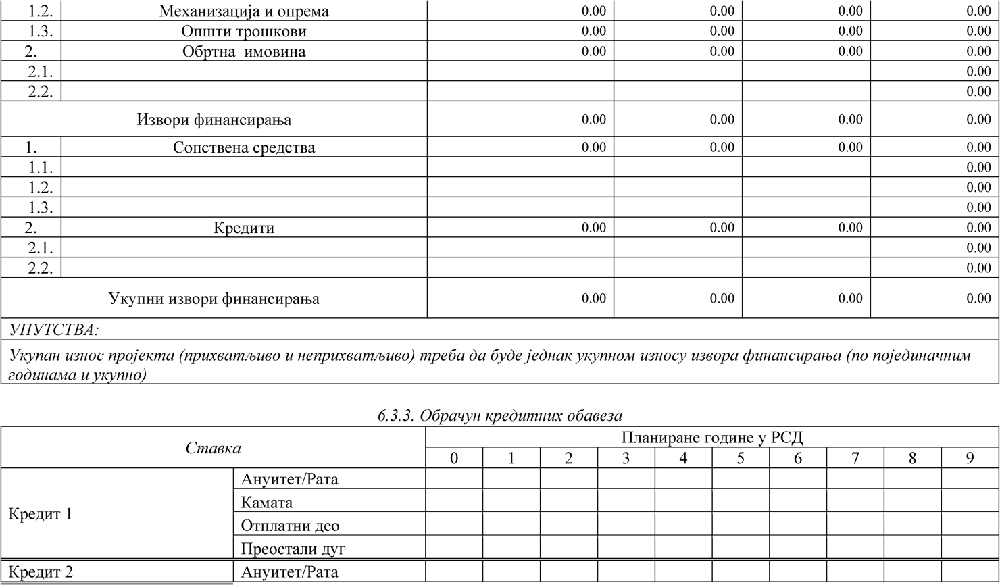 1.2. Механизација и опрема 0.00 0.00 0.00 0.00
1.3. Општи трошкови 0.00 0.00 0.00 0.00
2. Обртна имовина 0.00 0.00 0.00 0.00
2.1. 0.00
2.2. 0.00
Извори финансирања 0.00 0.00 0.00 0.00
1. Сопствена средства 0.00 0.00 0.00 0.00
1.1. 0.00
1.2. 0.00
1.3. 0.00
2. Кредити 0.00 0.00 0.00 0.00
2.1. 0.00
2.2. 0.00
Укупни извори финансирања 0.00 0.00 0.00 0.00
УПУТСТВА:
Укупан износ пројекта (прихватљиво и неприхватљиво) треба да буде једнак укупном износу извора финансирања (по појединачним
годинама и укупно)
6.3.3. Обрачун кредитних обавеза
Ставка Планиране године у РСД
0 1 2 3 4 5 6 7 8 9
Кредит 1 Ануитет/Рата
Камата
Отплатни део
Преостали дуг
Кредит 2 Ануитет/Рата